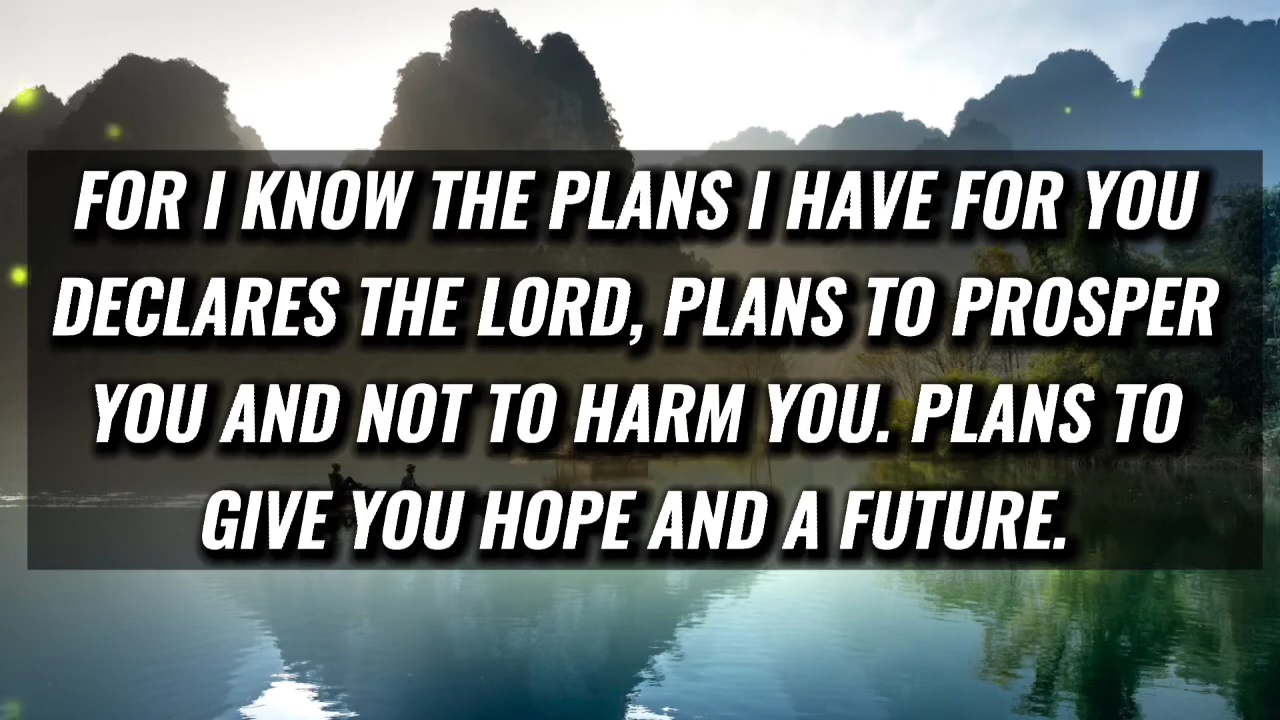 FOR I KNOW THE PLANS I HAVE FOR YOU
DECLARES THE LORD, PLANS TO PROSPER
YOU AND NOT TO HARM YOU. PLANS TO
GIVE YOU HOPE AND A FUTURE.